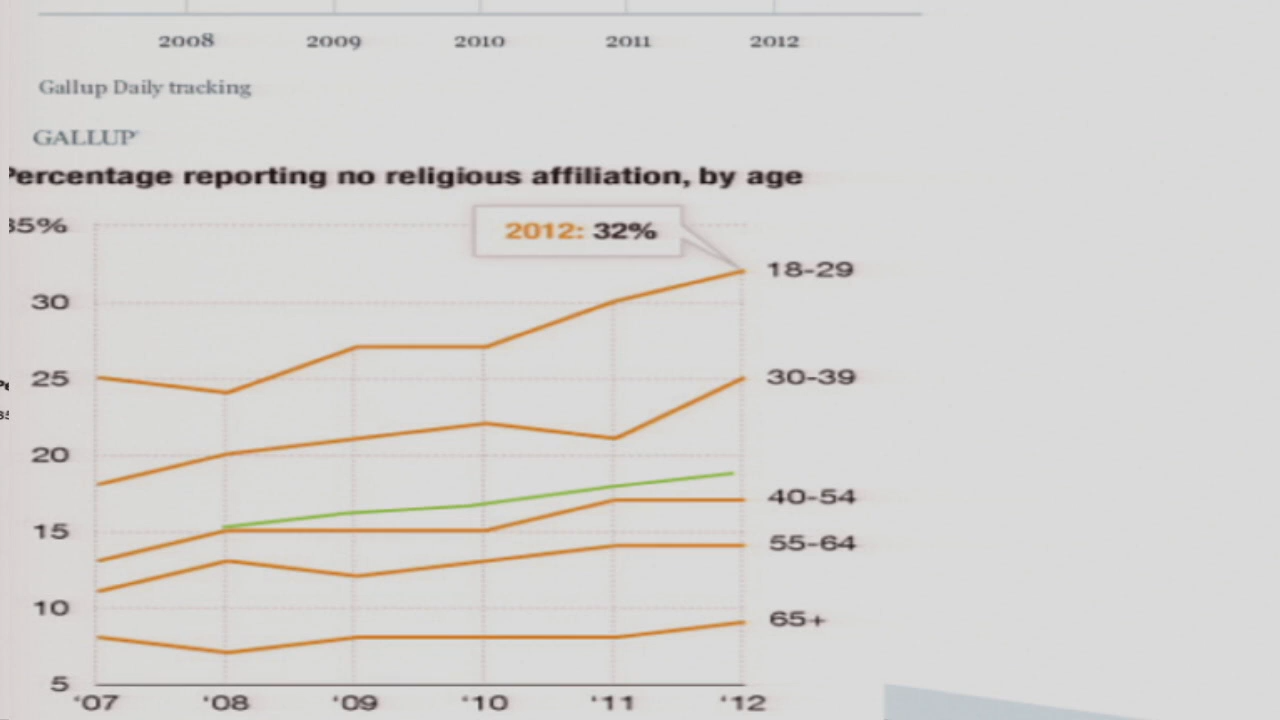 2008 2009 2010 2011 2012
Gallup Daily tracking
GALLUP
Percentage reporting no religious affiliation, by age
35%
2012: 32%
18-29
30
30-39
25
20
40-54
15
55-64
10
65+
5
'07 '08 '09 '10 '11 '12